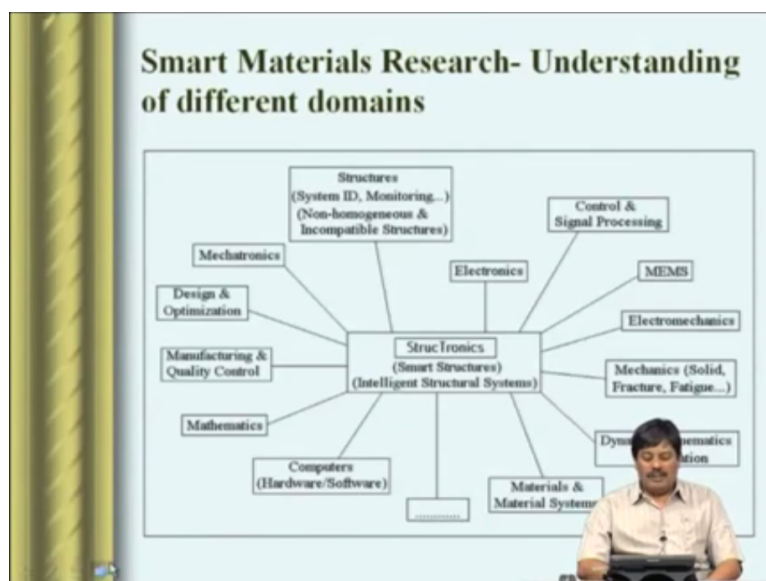 Smart Materials Research- Understanding
of different domains
Structures
(System ID, Monitoring...)
(Non-homogeneous &
Incompatible Structures)
Control &
Signal Processing
Mechatronics
Electronics
MEMS
Design &
Optimization
Electromechanics
StrucTronics
(Smart Structures)
(Intelligent Structural Systems)
Manufacturing &
Quality Control
Mechanics (Solid,
Fracture, Fatigue...)
Mathematics
Computers
(Hardware/Software)
Materials &
Material Systems
............